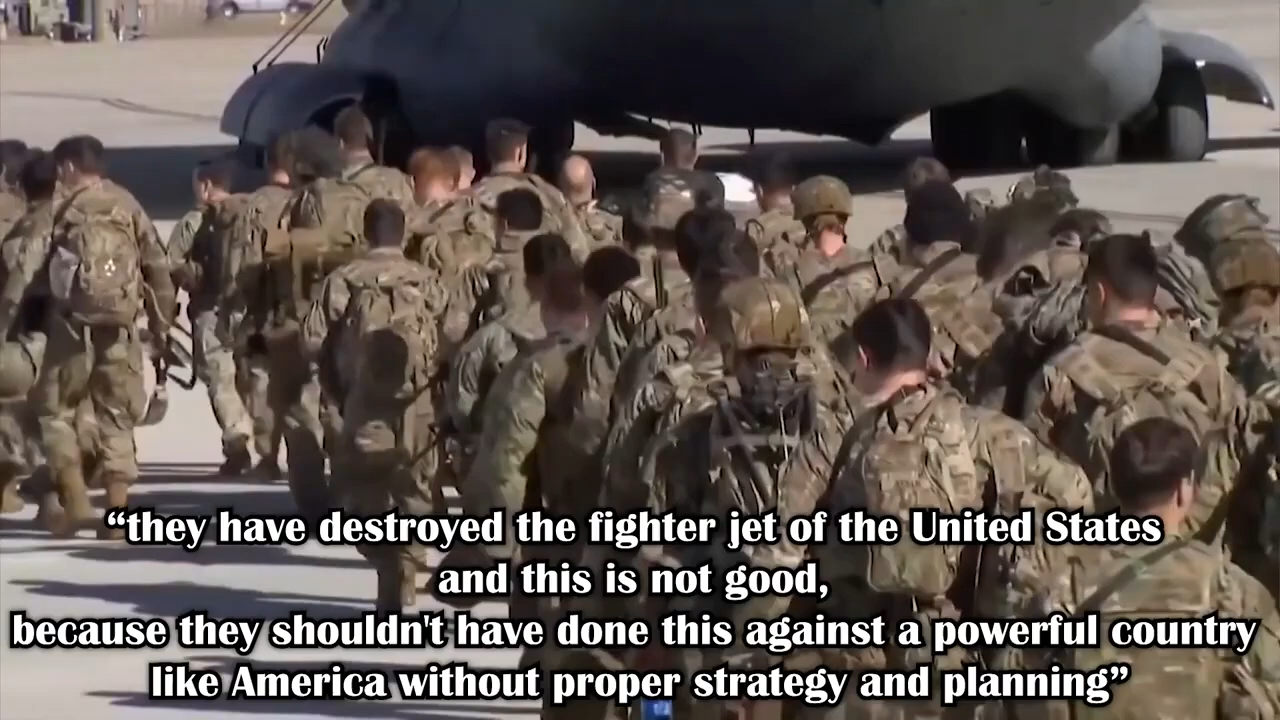 “they have destroyed the fighter jet of the United States
and this is not good,
because they shouldn't have done this against a powerful country
like America without proper strategy and planning”